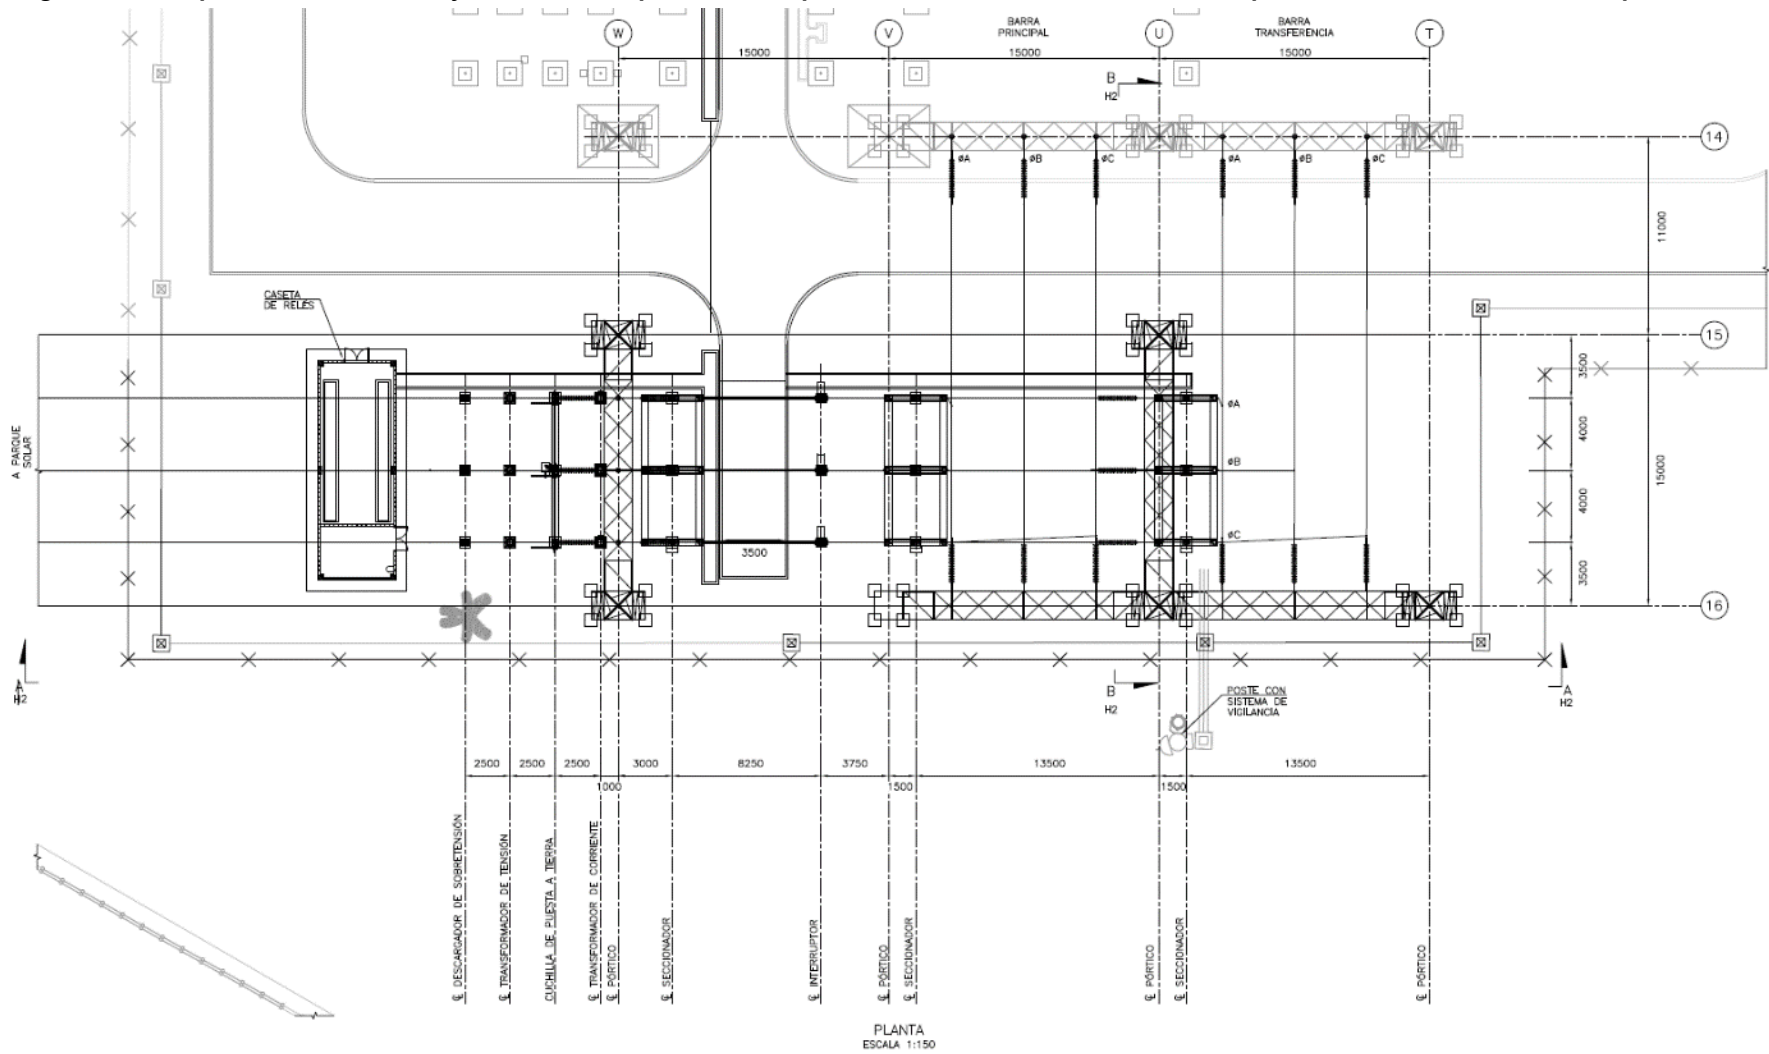 W
V
BARRA
PRINCIPAL
U
BARRA
TRANSFERENCIA
T
15000
15000
15000
B
H2
14
øA
øB
øC
øA
øB
øC
11000
CASETA
DE RELÉS
15
3500
øA
4000
A PARQUE
SOLAR
øB
15000
4000
øC
3500
3500
16
A
H2
B
H2
POSTE CON
SISTEMA DE
VIGILANCIA
A
H2
2500
2500
2500
1000
3000
8250
3750
1500
13500
1500
13500
℄ DESCARGADOR DE SOBRETENSIÓN
℄ TRANSFORMADOR DE TENSIÓN
CUCHILLA DE PUESTA A TIERRA
℄ TRANSFORMADOR DE CORRIENTE
℄ PÓRTICO
℄ SECCIONADOR
℄ INTERRUPTOR
℄ PÓRTICO
℄ SECCIONADOR
℄ PÓRTICO
℄ SECCIONADOR
℄ PÓRTICO
PLANTA
ESCALA 1:150